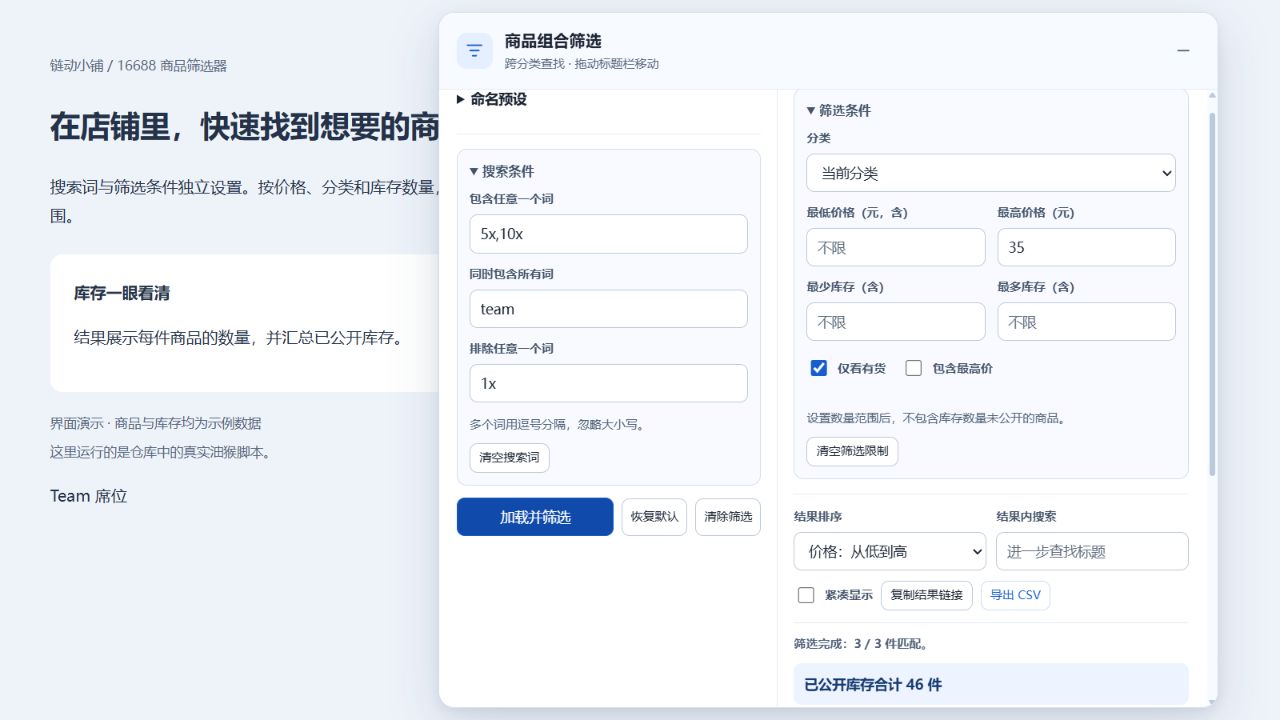 链动小铺 / 16688 商品筛选器
在店铺里，快速找到想要的商
搜索词与筛选条件独立设置。按价格、分类和库存数量，
围。
库存一眼看清
结果展示每件商品的数量，并汇总已公开库存。
界面演示 · 商品与库存均为示例数据
这里运行的是仓库中的真实油猴脚本。
Team 席位
商品组合筛选
跨分类查找 · 拖动标题栏移动
命名预设
搜索条件
包含任意一个词
5x,10x
同时包含所有词
team
排除任意一个词
1x
多个词用逗号分隔，忽略大小写。
清空搜索词
加载并筛选
恢复默认
清除筛选
筛选条件
分类
当前分类
最低价格（元，含）
最高价格（元）
不限
35
最少库存（含）
最多库存（含）
不限
不限
仅看有货
包含最高价
设置数量范围后，不包含库存数量未公开的商品。
清空筛选限制
结果排序
结果内搜索
价格：从低到高
进一步查找标题
紧凑显示
复制结果链接
导出 CSV
筛选完成：3 / 3 件匹配。
已公开库存合计 46 件